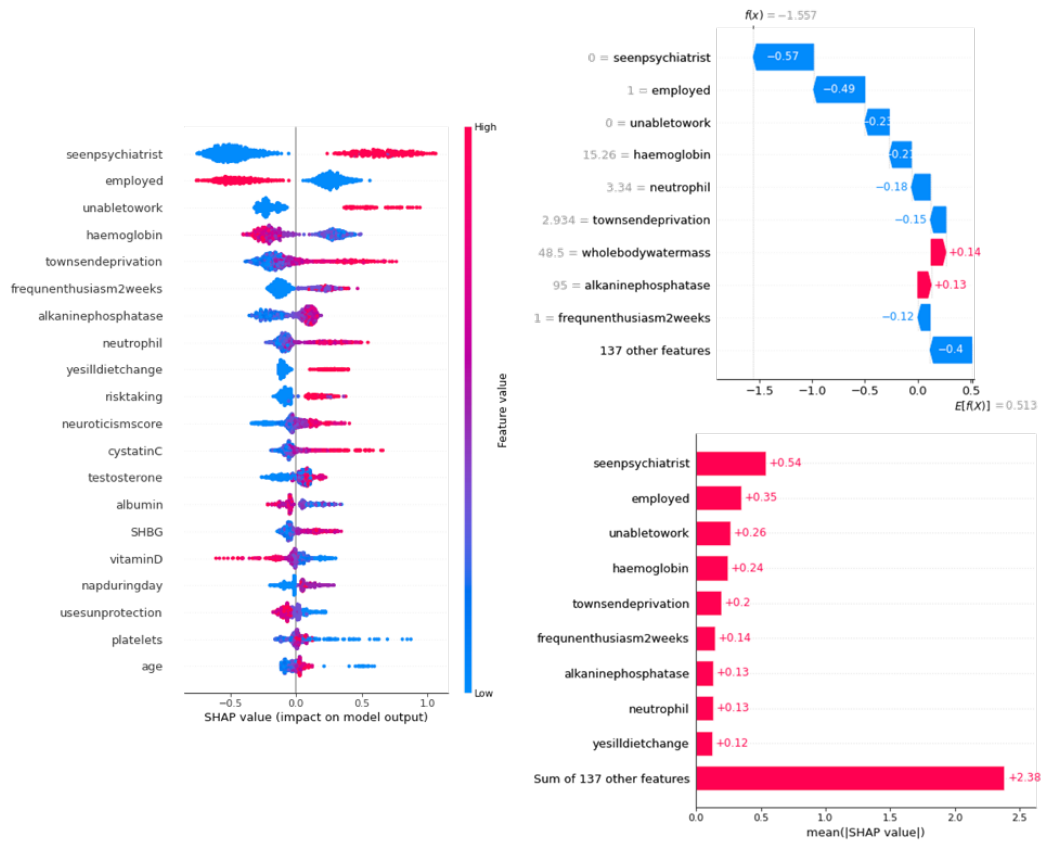 High
seenpsychiatrist
employed
unabletowork
haemoglobin
townsendeprivation
frequnenthusiasm2weeks
alkaninephosphatase
neutrophil
yesilldietchange
risktaking
neuroticismscore
cystatinC
testosterone
albumin
SHBG
vitaminD
napduringday
usesunprotection
platelets
age
Low
Feature value
−0.5 0.0 0.5 1.0
SHAP value (impact on model output)
f(x) = −1.557
0 = seenpsychiatrist −0.57
1 = employed −0.49
0 = unabletowork −0.23
15.26 = haemoglobin −0.21
3.34 = neutrophil −0.18
2.934 = townsendeprivation −0.15
48.5 = wholebodywatermass +0.14
95 = alkaninephosphatase +0.13
1 = frequnenthusiasm2weeks −0.12
137 other features −0.4
−1.5 −1.0 −0.5 0.0 0.5
E[f(X)] = 0.513
seenpsychiatrist +0.54
employed +0.35
unabletowork +0.26
haemoglobin +0.24
townsendeprivation +0.2
frequnenthusiasm2weeks +0.14
alkaninephosphatase +0.13
neutrophil +0.13
yesilldietchange +0.12
Sum of 137 other features +2.38
0.0 0.5 1.0 1.5 2.0 2.5
mean(|SHAP value|)